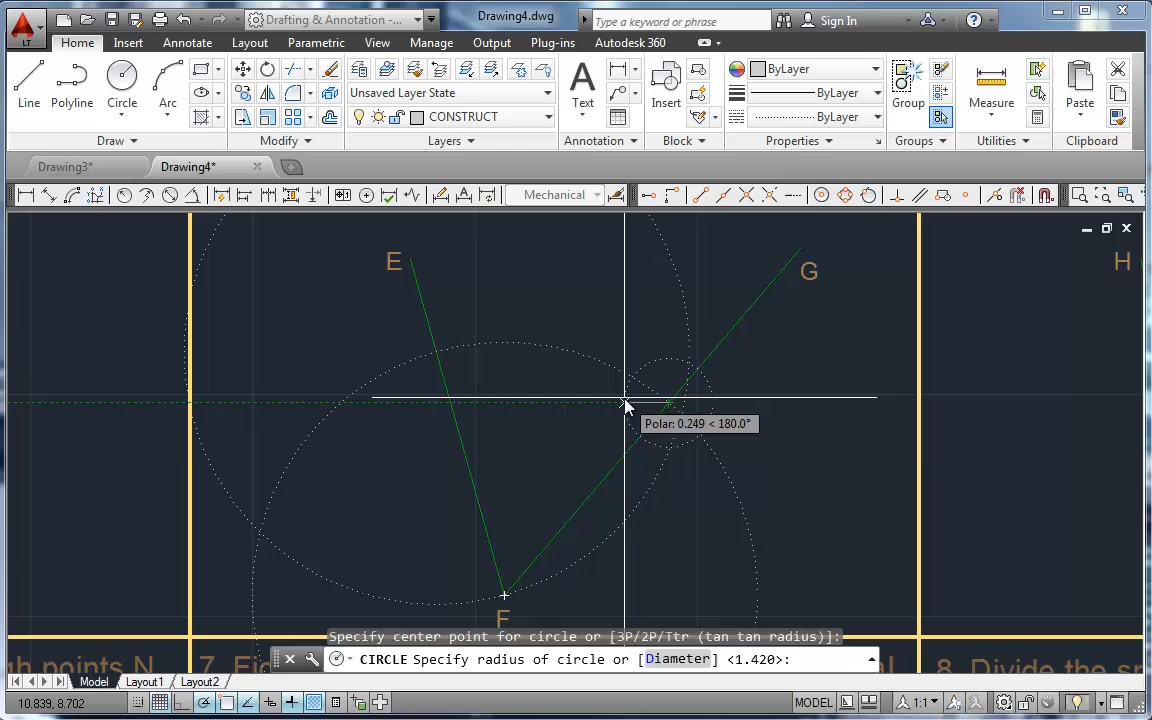 Drafting & Annotation - ...
Drawing4.dwg
Type a keyword or phrase
Sign In
LT
Home
Insert
Annotate
Layout
Parametric
View
Manage
Output
Plug-ins
Autodesk 360
Line
Polyline
Circle
Arc
Unsaved Layer State
CONSTRUCT
Text
Insert
ByLayer
ByLayer
ByLayer
Group
Measure
Paste
Draw
Modify
Layers
Annotation
Block
Properties
Groups
Utilities
Clipboard
Drawing3*
Drawing4*
Mechanical
E
G
H
Polar: 0.249 < 180.0°
F
Specify center point for circle or [3P/2P/Ttr (tan tan radius)]:
CIRCLE Specify radius of circle or [Diameter] <1.420>:
points N
7.
8. Divide the
Model
Layout1
Layout2
10.839, 8.702
MODEL
1:1